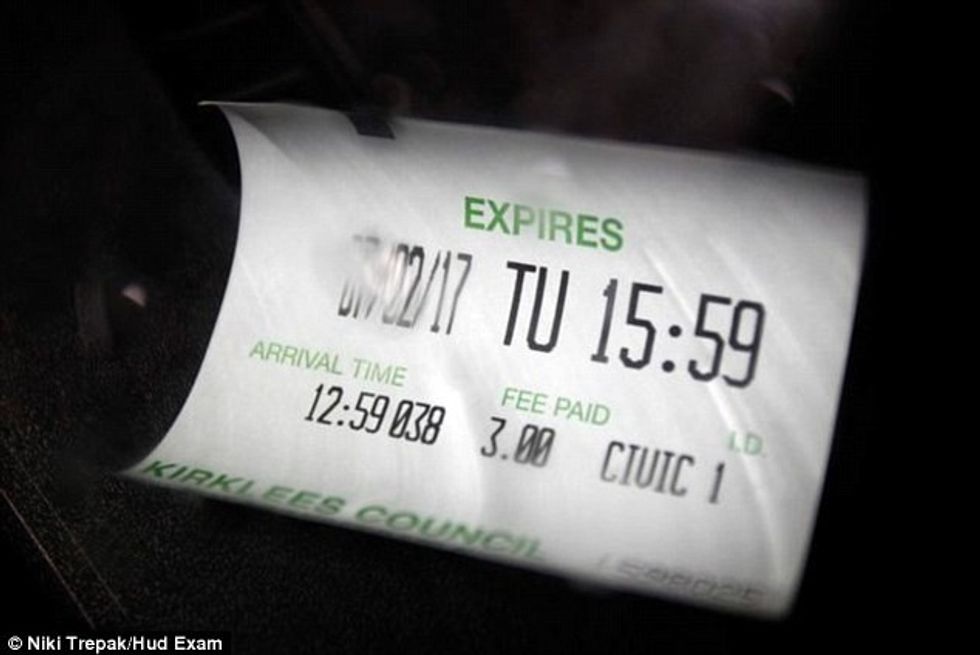 EXPIRES
07/02/17 TU 15:59
ARRIVAL TIME FEE PAID I.D.
12:59 038 3.00 CIVIC 1
KIRKLEES COUNCIL
© Niki Trepak/Hud Exam